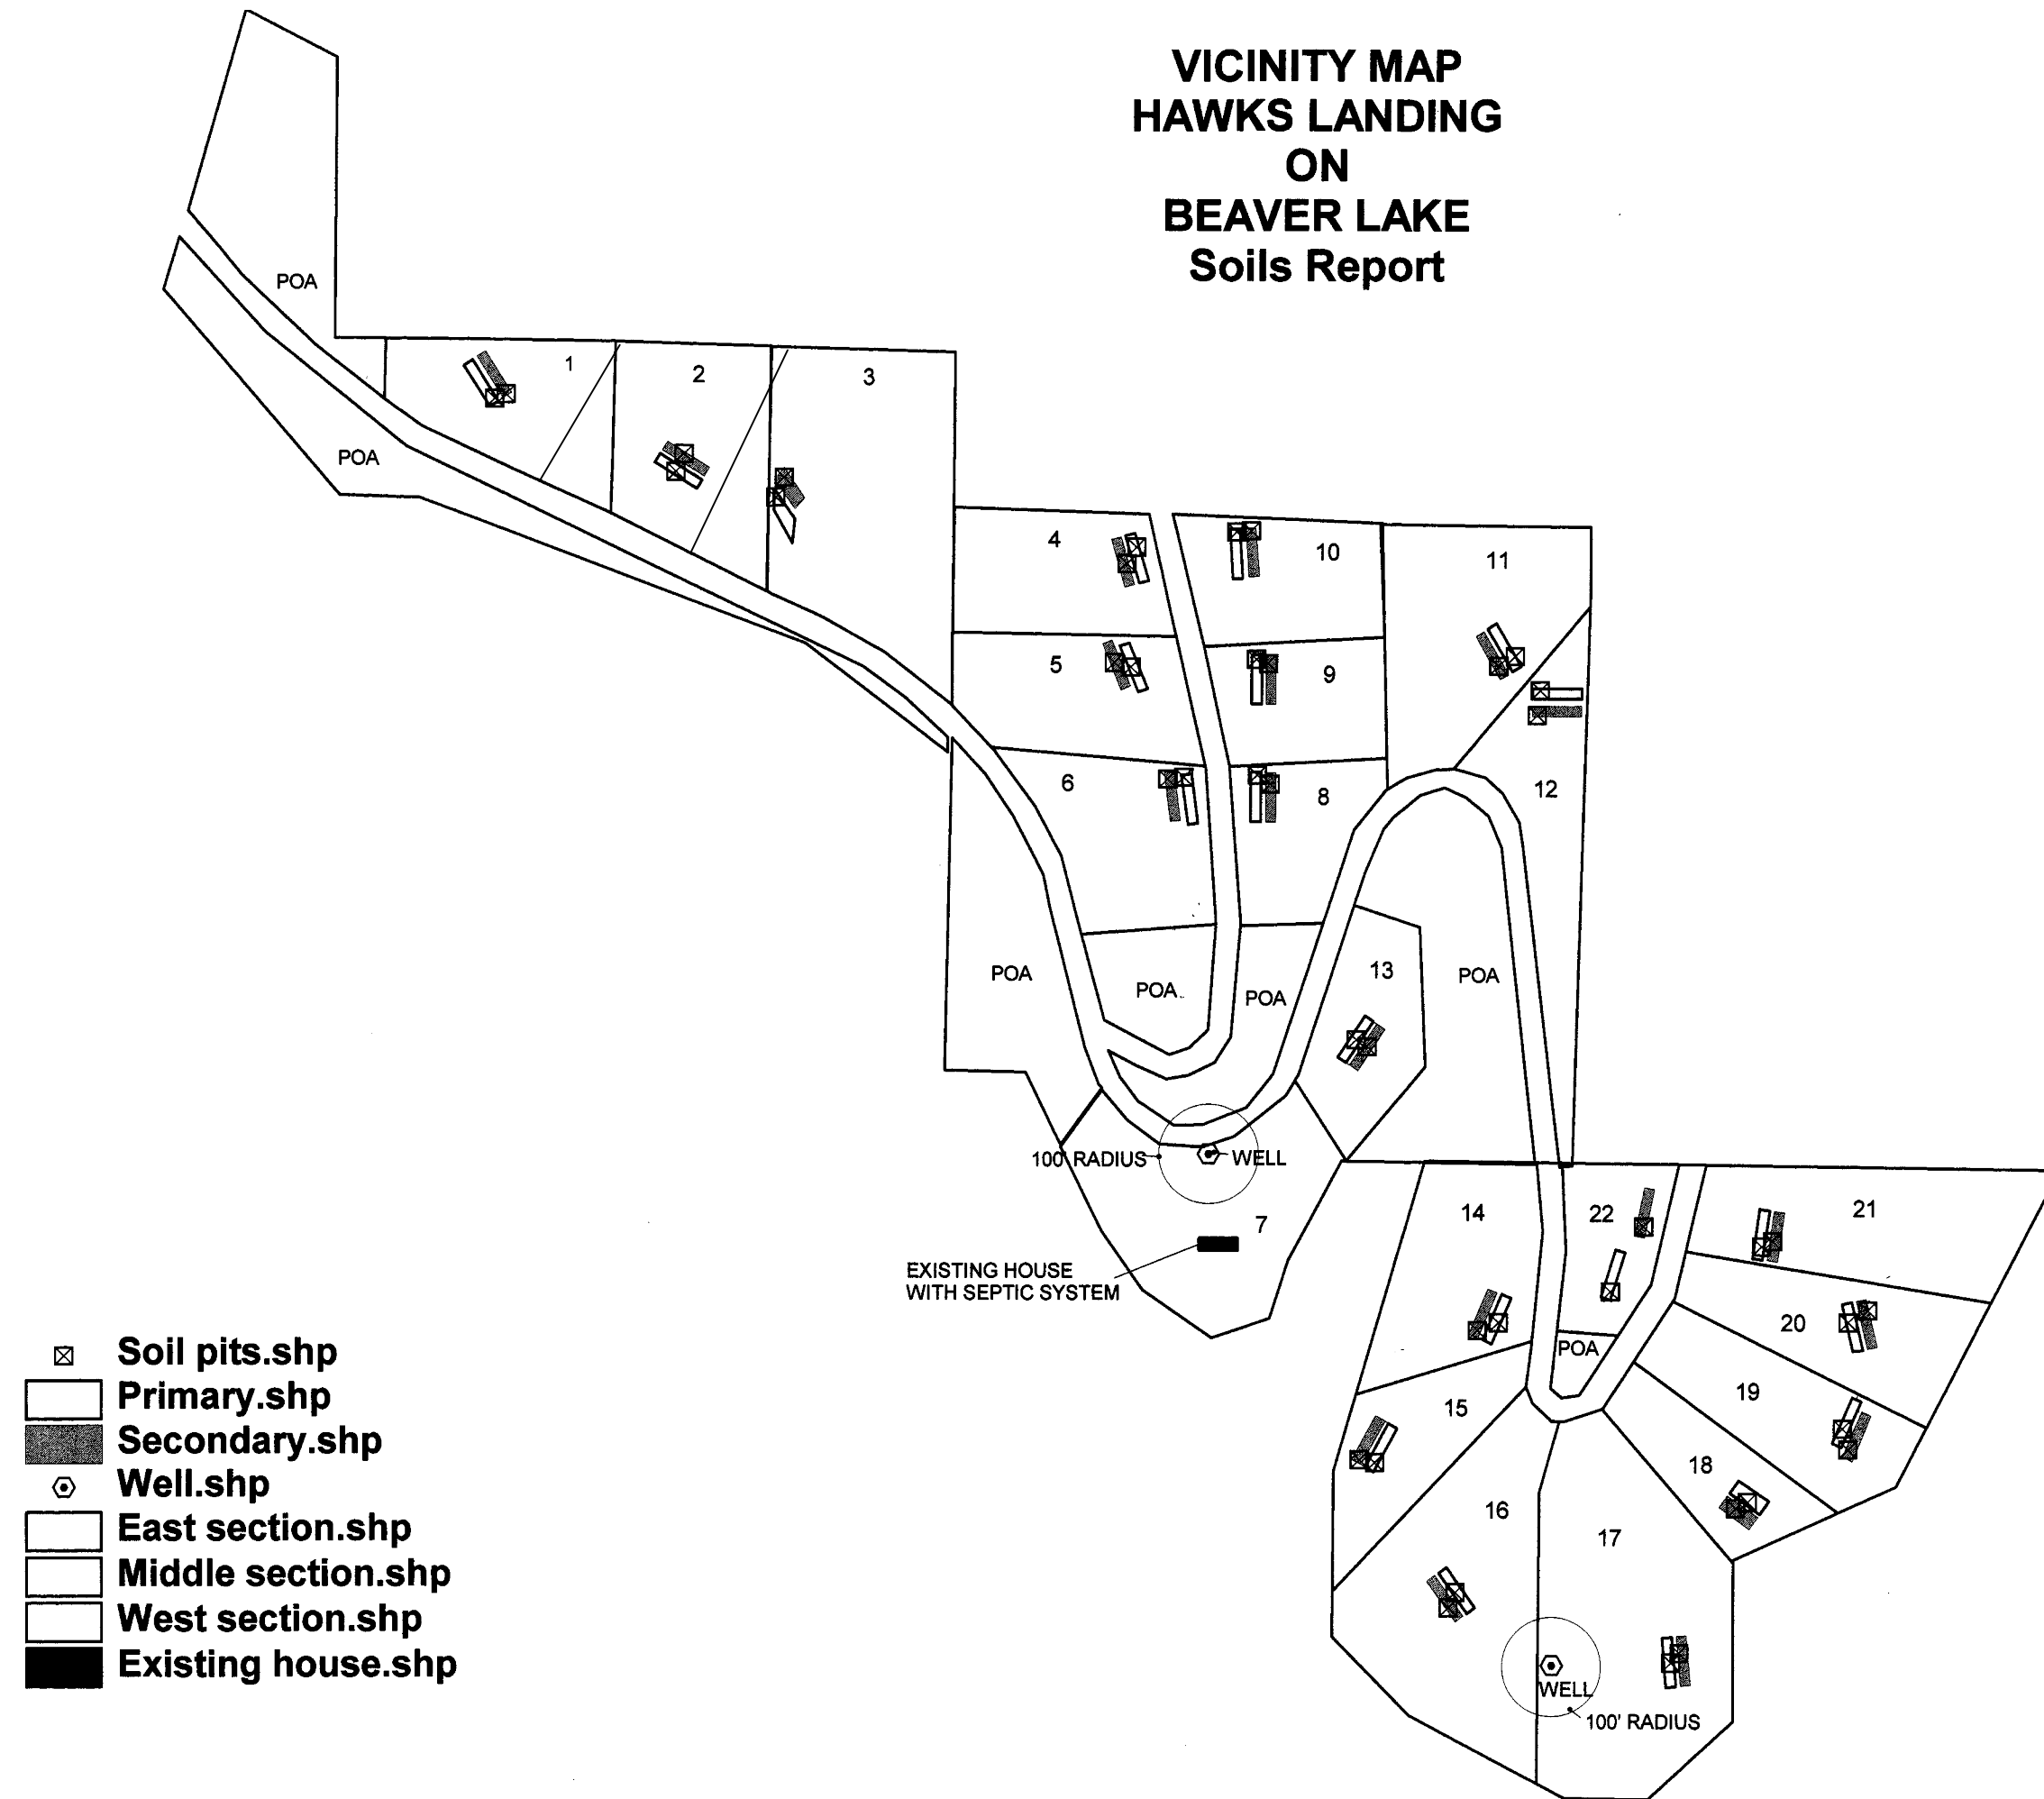 VICINITY MAP
HAWKS LANDING
ON
BEAVER LAKE
Soils Report
POA
1
2
3
POA
4
10
11
5
9
6
8
12
13
POA
POA
POA
POA
100' RADIUS
WELL
14
22
21
7
EXISTING HOUSE
WITH SEPTIC SYSTEM
20
POA
19
15
18
16
17
WELL
100' RADIUS
Soil pits.shp
Primary.shp
Secondary.shp
Well.shp
East section.shp
Middle section.shp
West section.shp
Existing house.shp